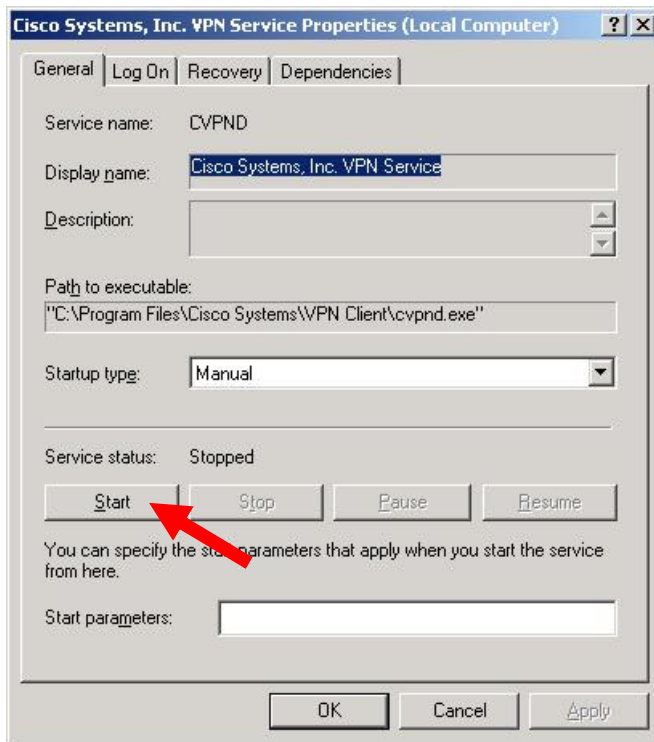 Cisco Systems, Inc. VPN Service Properties (Local Computer)
General Log On Recovery Dependencies
Service name: CVPND
Display name: Cisco Systems, Inc. VPN Service
Description:
Path to executable:
"C:\Program Files\Cisco Systems\VPN Client\cvpnd.exe"
Startup type: Manual
Service status: Stopped
Start Stop Pause Resume
You can specify the start parameters that apply when you start the service
from here.
Start parameters:
OK Cancel Apply